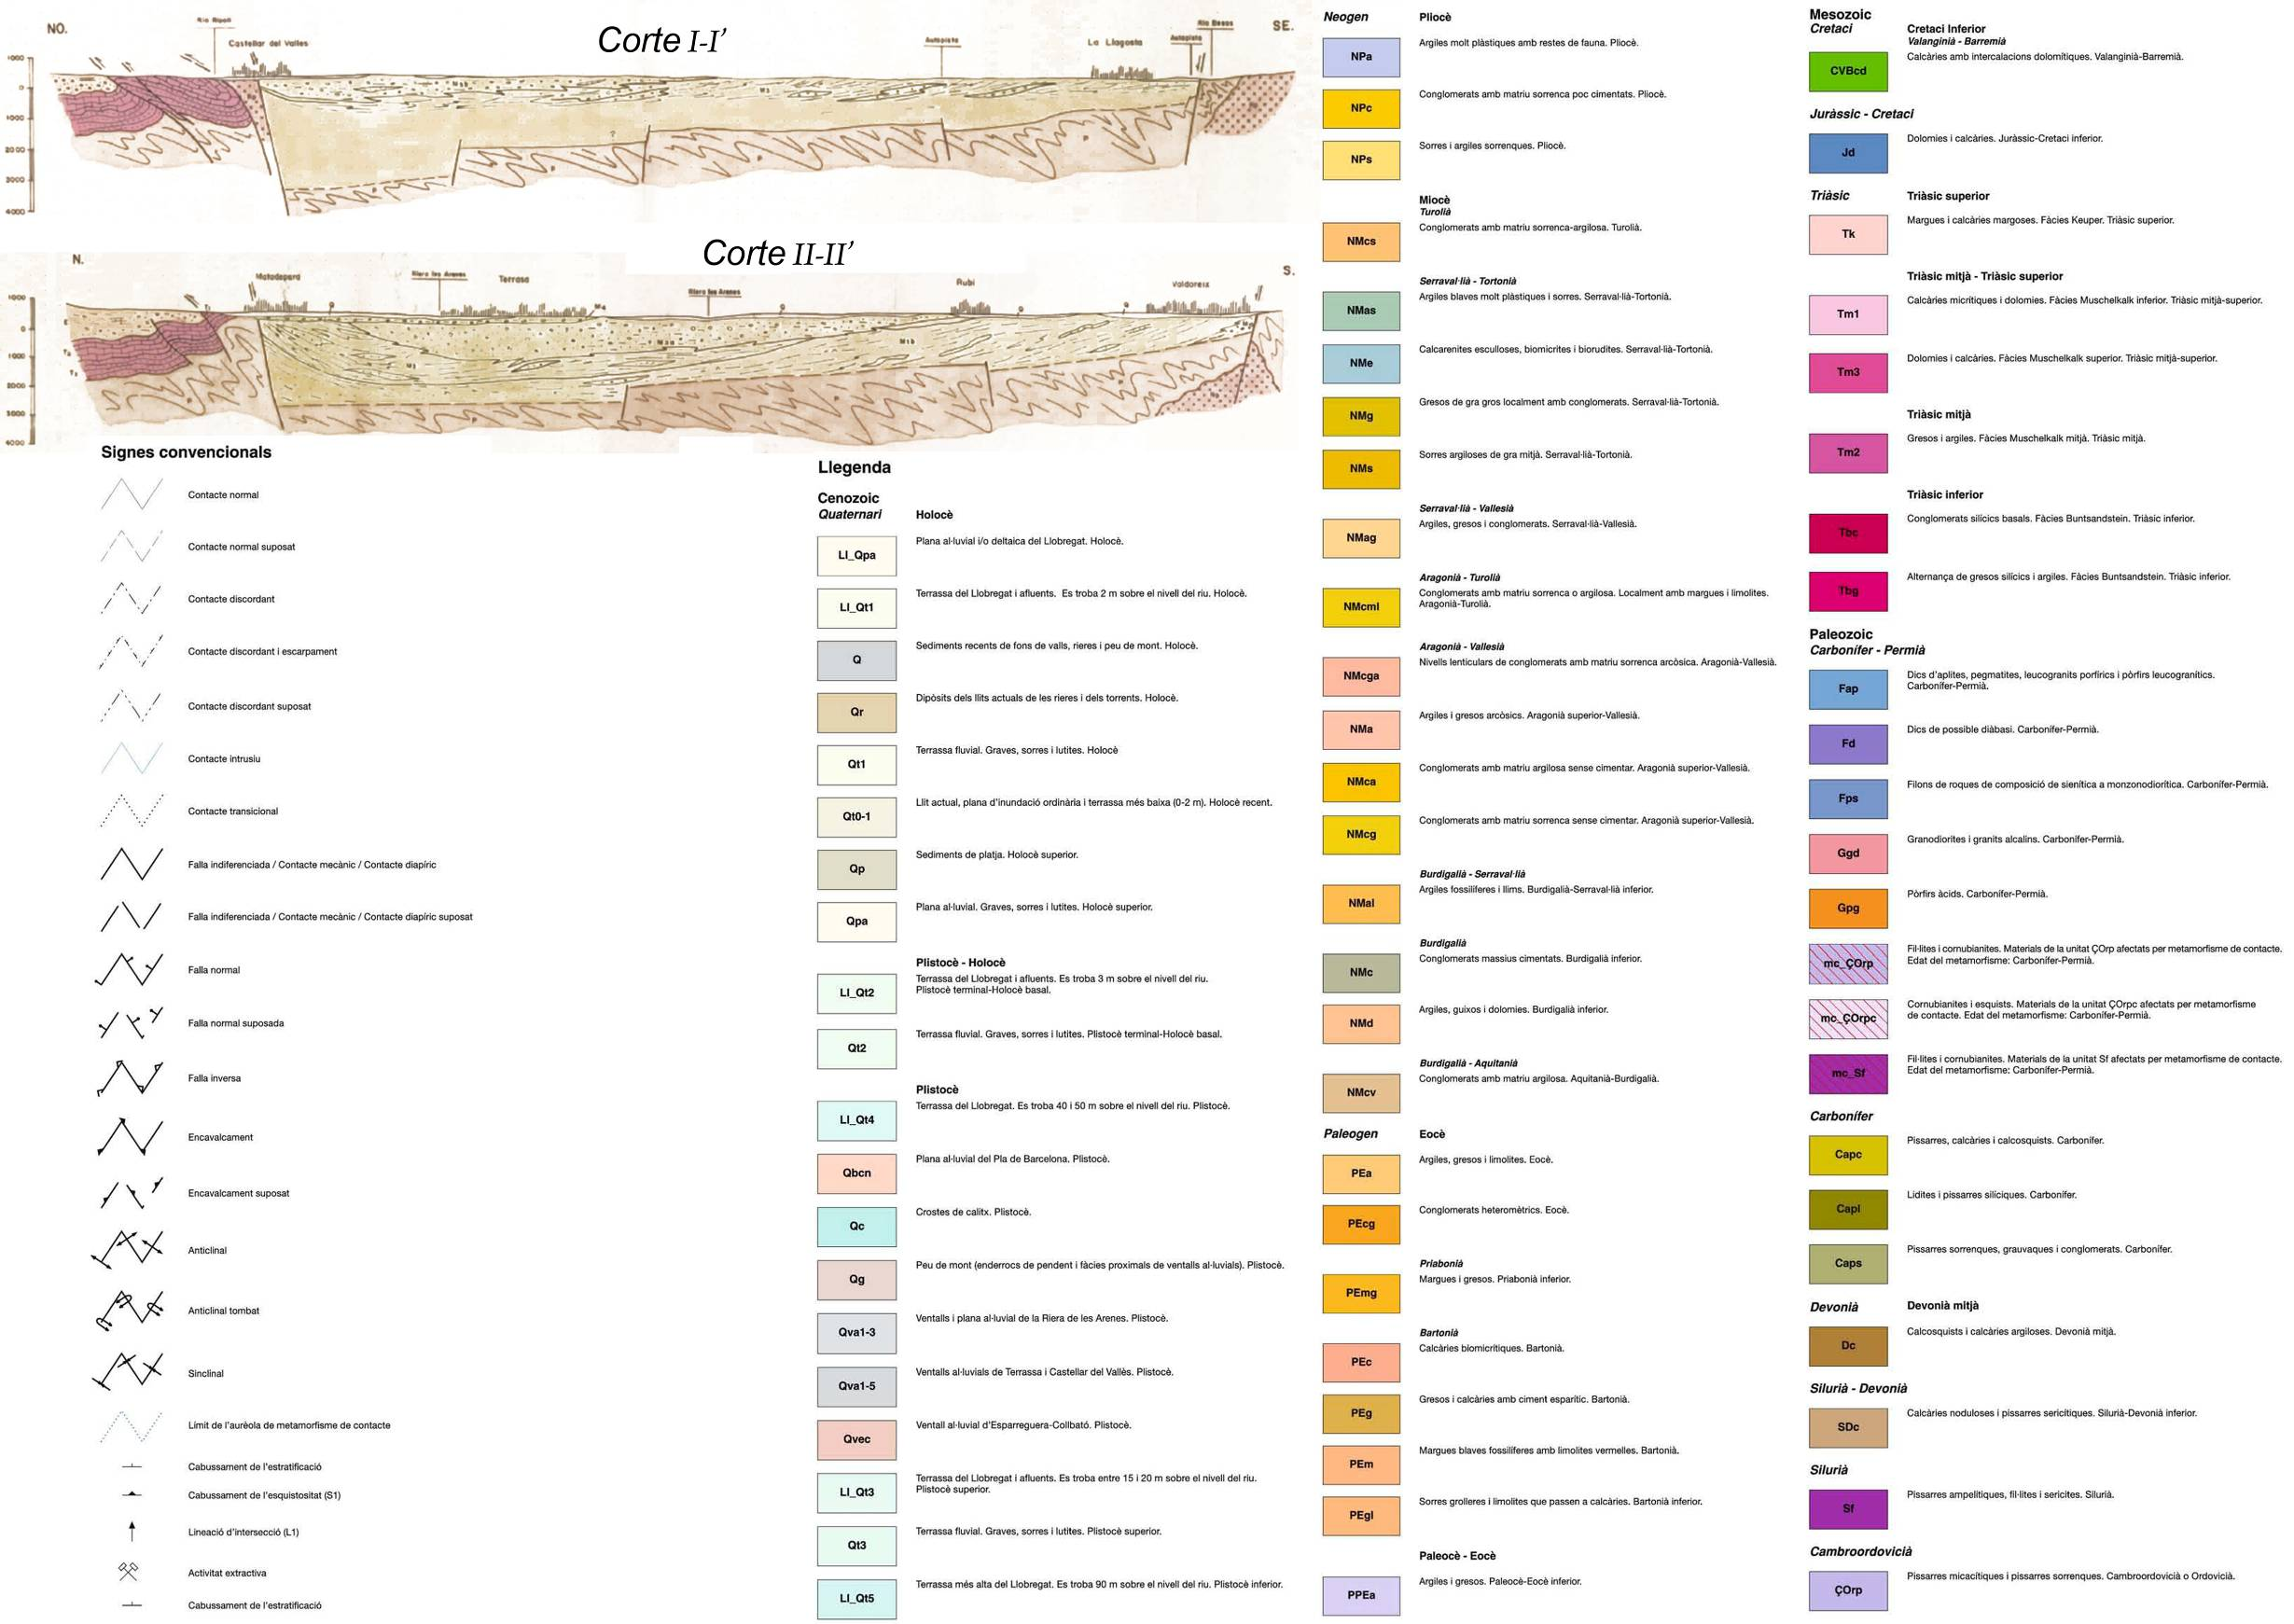 NO.
Rio Ripoll
Castellar del Valles
Corte I-I’
Autopista
La Llagosta
Autopista
Rio Besos
SE.
1000
0
1000
2000
3000
4000
?
Corte II-II’
N.
Matadepera
Riera las Arenas
Terrasa
Riera las Arenas
Rubi
Valdoreix
S.
1000
0
1000
2000
3000
4000
Signes convencionals
Contacte normal
Contacte normal suposat
Contacte discordant
Contacte discordant i escarpament
Contacte discordant suposat
Contacte intrusiu
Contacte transicional
Falla indiferenciada / Contacte mecànic / Contacte diapíric
Falla indiferenciada / Contacte mecànic / Contacte diapíric suposat
Falla normal
Falla normal suposada
Falla inversa
Encavalcament
Encavalcament suposat
Anticlinal
Anticlinal tombat
Sinclinal
Límit de l’aurèola de metamorfisme de contacte
Cabussament de l’estratificació
Cabussament de l’esquistositat (S1)
Lineació d’intersecció (L1)
Activitat extractiva
Cabussament de l’estratificació
Llegenda
Cenozoic
Quaternari
Holocè
Ll_Qpa
Plana al·luvial i/o deltaica del Llobregat. Holocè.
Ll_Qt1
Terrassa del Llobregat i afluents. Es troba 2 m sobre el nivell del riu. Holocè.
Q
Sediments recents de fons de valls, rieres i peu de mont. Holocè.
Qr
Dipòsits dels llits actuals de les rieres i dels torrents. Holocè.
Qt1
Terrassa fluvial. Graves, sorres i lutites. Holocè
Qt0-1
Llit actual, plana d’inundació ordinària i terrassa més baixa (0-2 m). Holocè recent.
Qp
Sediments de platja. Holocè superior.
Qpa
Plana al·luvial. Graves, sorres i lutites. Holocè superior.
Plistocè - Holocè
Ll_Qt2
Terrassa del Llobregat i afluents. Es troba 3 m sobre el nivell del riu.
Plistocè terminal-Holocè basal.
Qt2
Terrassa fluvial. Graves, sorres i lutites. Plistocè terminal-Holocè basal.
Plistocè
Ll_Qt4
Terrassa del Llobregat. Es troba 40 i 50 m sobre el nivell del riu. Plistocè.
Qbcn
Plana al·luvial del Pla de Barcelona. Plistocè.
Qc
Crostes de calitx. Plistocè.
Qg
Peu de mont (enderrocs de pendent i fàcies proximals de ventalls al·luvials). Plistocè.
Qva1-3
Ventalls i plana al·luvial de la Riera de les Arenes. Plistocè.
Qva1-5
Ventalls al·luvials de Terrassa i Castellar del Vallès. Plistocè.
Qvec
Ventall al·luvial d’Esparreguera-Collbató. Plistocè.
Ll_Qt3
Terrassa del Llobregat i afluents. Es troba entre 15 i 20 m sobre el nivell del riu.
Plistocè superior.
Qt3
Terrassa fluvial. Graves, sorres i lutites. Plistocè superior.
Ll_Qt5
Terrassa més alta del Llobregat. Es troba 90 m sobre el nivell del riu. Plistocè inferior.
Neogen
Pliocè
NPa
Argiles molt plàstiques amb restes de fauna. Pliocè.
NPc
Conglomerats amb matriu sorrenca poc cimentats. Pliocè.
NPs
Sorres i argiles sorrenques. Pliocè.
Miocè
Turolià
NMcs
Conglomerats amb matriu sorrenca-argilosa. Turolià.
Serraval·lià - Tortonià
NMas
Argiles blaves molt plàstiques i sorres. Serraval·lià-Tortonià.
NMe
Calcarenites esculloses, biomicrites i biorudites. Serraval·lià-Tortonià.
NMg
Gresos de gra gros localment amb conglomerats. Serraval·lià-Tortonià.
NMs
Sorres argiloses de gra mitjà. Serraval·lià-Tortonià.
Serraval·lià - Vallesià
NMag
Argiles, gresos i conglomerats. Serraval·lià-Vallesià.
Aragonià - Turolià
NMcml
Conglomerats amb matriu sorrenca o argilosa. Localment amb margues i limolites.
Aragonià-Turolià.
Aragonià - Vallesià
NMcga
Nivells lenticulars de conglomerats amb matriu sorrenca arcòsica. Aragonià-Vallesià.
NMa
Argiles i gresos arcòsics. Aragonià superior-Vallesià.
NMca
Conglomerats amb matriu argilosa sense cimentar. Aragonià superior-Vallesià.
NMcg
Conglomerats amb matriu sorrenca sense cimentar. Aragonià superior-Vallesià.
Burdigalià - Serraval·lià
NMal
Argiles fossilíferes i llims. Burdigalià-Serraval·lià inferior.
Burdigalià
NMc
Conglomerats massius cimentats. Burdigalià inferior.
NMd
Argiles, guixos i dolomies. Burdigalià inferior.
Burdigalià - Aquitanià
NMcv
Conglomerats amb matriu argilosa. Aquitanià-Burdigalià.
Paleogen
Eocè
PEa
Argiles, gresos i limolites. Eocè.
PEcg
Conglomerats heteromètrics. Eocè.
Priabonià
PEmg
Margues i gresos. Priabonià inferior.
Bartonià
PEc
Calcàries biomicrítiques. Bartonià.
PEg
Gresos i calcàries amb ciment esparític. Bartonià.
PEm
Margues blaves fossilíferes amb limolites vermelles. Bartonià.
PEgl
Sorres grolleres i limolites que passen a calcàries. Bartonià inferior.
Paleocè - Eocè
PPEa
Argiles i gresos. Paleocè-Eocè inferior.
Mesozoic
Cretaci
Cretaci Inferior
Valanginià - Barremià
CVBcd
Calcàries amb intercalacions dolomítiques. Valanginià-Barremià.
Juràssic - Cretaci
Jd
Dolomies i calcàries. Juràssic-Cretaci inferior.
Triàsic
Triàsic superior
Tk
Margues i calcàries margoses. Fàcies Keuper. Triàsic superior.
Triàsic mitjà - Triàsic superior
Tm1
Calcàries micrítiques i dolomies. Fàcies Muschelkalk inferior. Triàsic mitjà-superior.
Tm3
Dolomies i calcàries. Fàcies Muschelkalk superior. Triàsic mitjà-superior.
Triàsic mitjà
Tm2
Gresos i argiles. Fàcies Muschelkalk mitjà. Triàsic mitjà.
Triàsic inferior
Tbc
Conglomerats silícics basals. Fàcies Buntsandstein. Triàsic inferior.
Tbg
Alternança de gresos silícics i argiles. Fàcies Buntsandstein. Triàsic inferior.
Paleozoic
Carbonífer - Permià
Fap
Dics d’aplites, pegmatites, leucogranits porfírics i pòrfirs leucogranítics.
Carbonífer-Permià.
Fd
Dics de possible diàbasi. Carbonífer-Permià.
Fps
Filons de roques de composició de sienítica a monzonodiorítica. Carbonífer-Permià.
Ggd
Granodiorites i granits alcalins. Carbonífer-Permià.
Gpg
Pòrfirs àcids. Carbonífer-Permià.
mc_ÇOrp
Fil·lites i cornubianites. Materials de la unitat ÇOrp afectats per metamorfisme de contacte.
Edat del metamorfisme: Carbonífer-Permià.
mc_ÇOrpc
Cornubianites i esquists. Materials de la unitat ÇOrpc afectats per metamorfisme
de contacte. Edat del metamorfisme: Carbonífer-Permià.
mc_Sf
Fil·lites i cornubianites. Materials de la unitat Sf afectats per metamorfisme de contacte.
Edat del metamorfisme: Carbonífer-Permià.
Carbonífer
Capc
Pissarres, calcàries i calcosquists. Carbonífer.
Capl
Lidites i pissarres silíciques. Carbonífer.
Caps
Pissarres sorrenques, grauvaques i conglomerats. Carbonífer.
Devonià
Devonià mitjà
Dc
Calcosquists i calcàries argiloses. Devonià mitjà.
Silurià - Devonià
SDc
Calcàries noduloses i pissarres sericítiques. Silurià-Devonià inferior.
Silurià
Sf
Pissarres ampelítiques, fil·lites i sericites. Silurià.
Cambroordovicià
ÇOrp
Pissarres micacítiques i pissarres sorrenques. Cambroordovicià o Ordovicià.